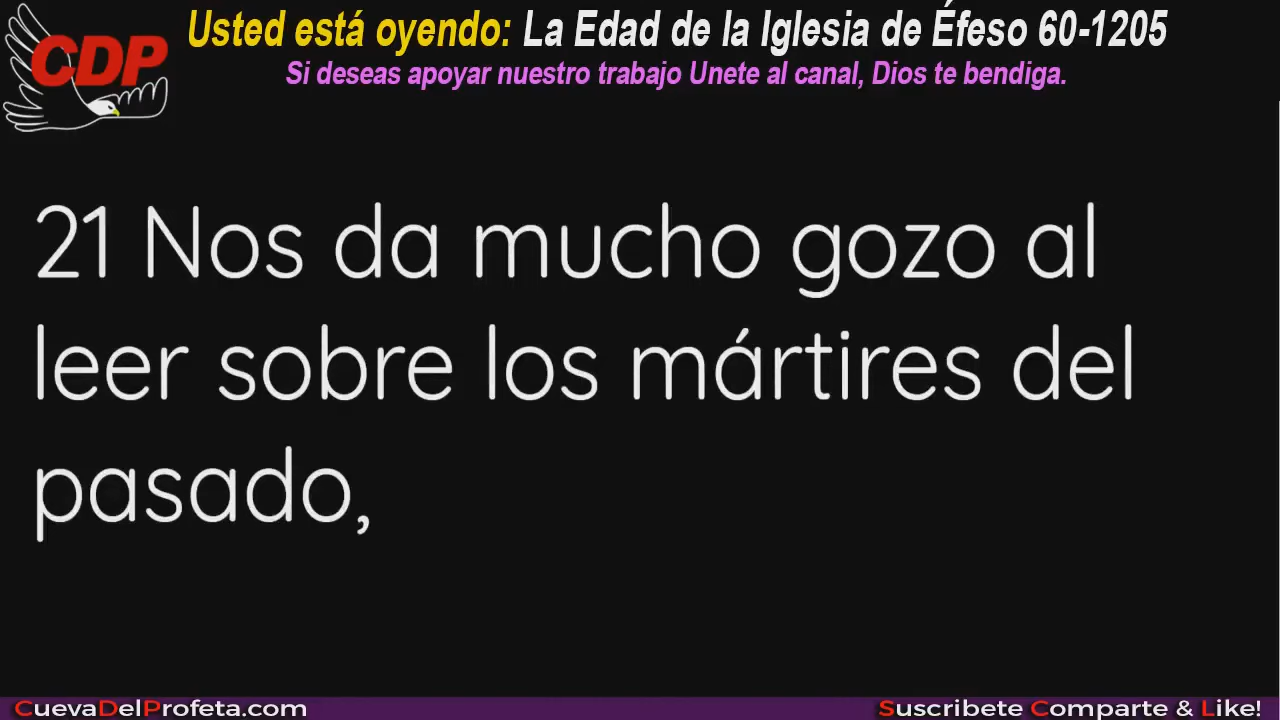 CDP
Usted está oyendo: La Edad de la Iglesia de Éfeso 60-1205
Si deseas apoyar nuestro trabajo Unete al canal, Dios te bendiga.
21 Nos da mucho gozo al
leer sobre los mártires del
pasado,
CuevaDelProfeta.com
Suscribete Comparte & Like!